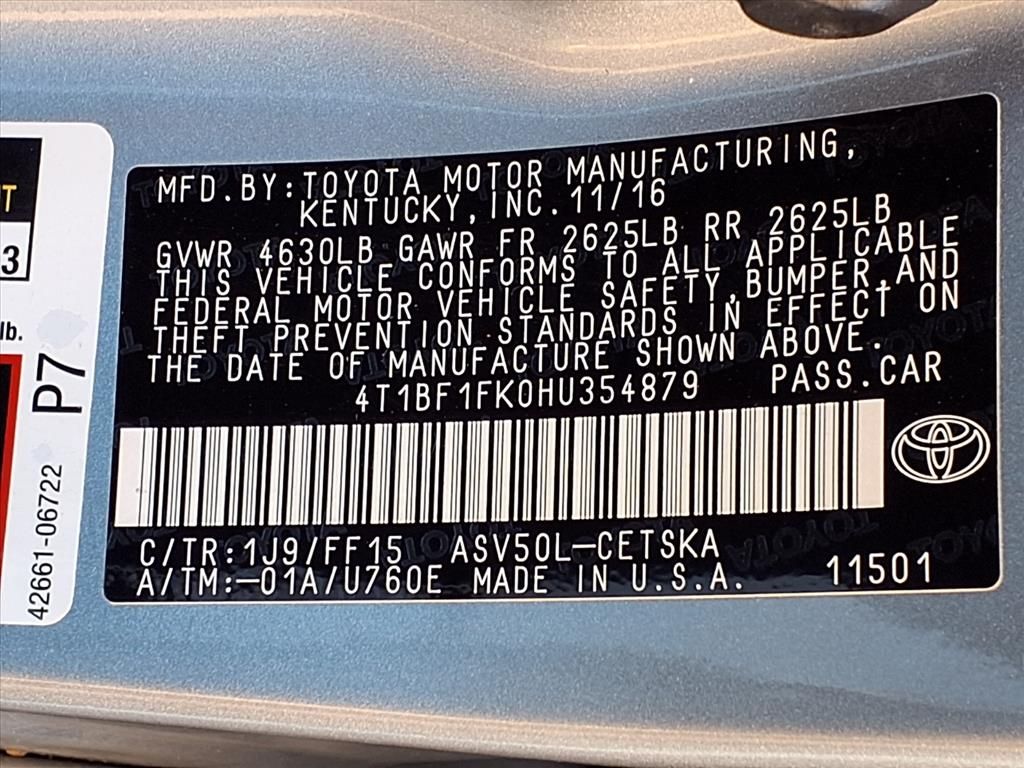 MFD.BY:TOYOTA MOTOR MANUFACTURING,
KENTUCKY,INC.11/16
GVWR 4630LB GAWR FR 2625LB RR 2625LB
THIS VEHICLE CONFORMS TO ALL APPLICABLE
FEDERAL MOTOR VEHICLE SAFETY,BUMPER,AND
THEFT PREVENTION STANDARDS IN EFFECT ON
THE DATE OF MANUFACTURE SHOWN ABOVE.
4T1BF1FK0HU354879 PASS.CAR
C/TR:1J9/FF15 ASV50L-CETSKA
A/TM:-01A/U760E MADE IN U.S.A. 11501
3
lb.
P7
42661-06722